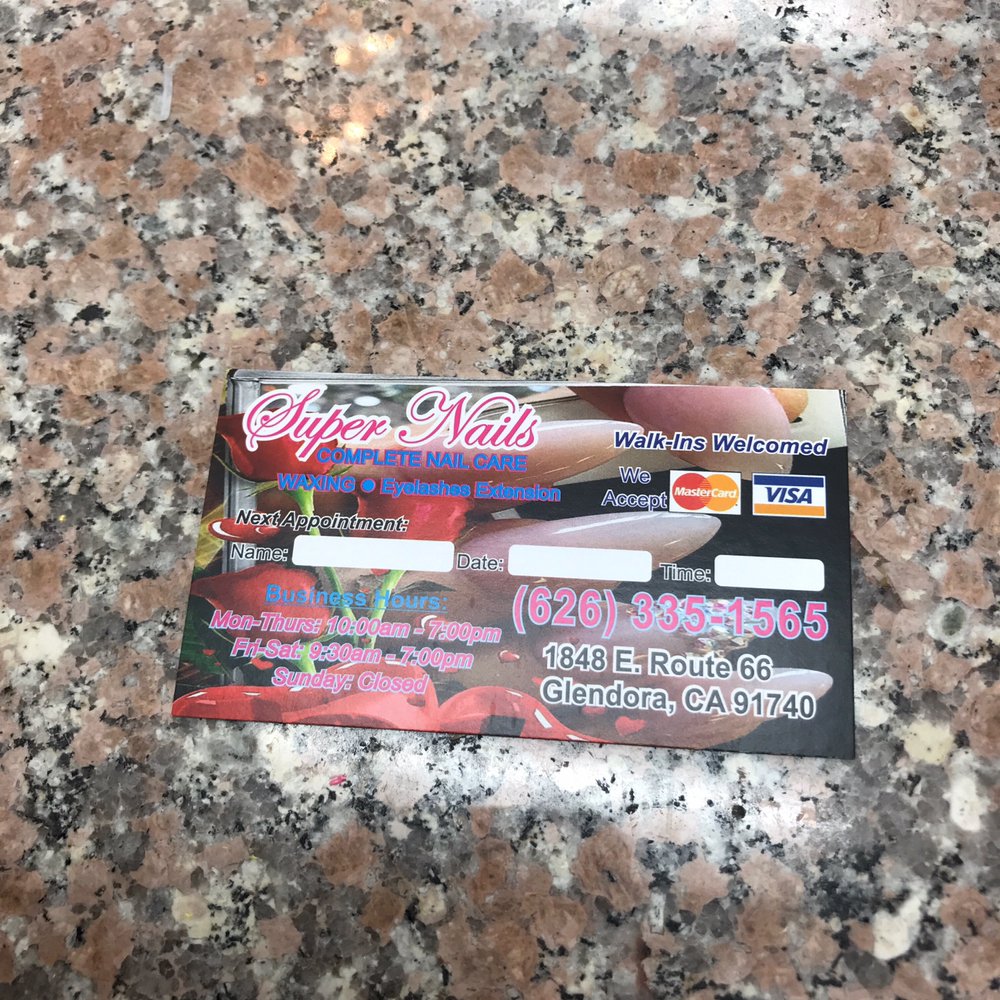 Super Nails
COMPLETE NAIL CARE
WAXING ● Eyelashes Extension
Walk-Ins Welcomed
We
Accept MasterCard VISA
Next Appointment:
Name: Date: Time:
Business Hours:
Mon-Thurs: 10:00am - 7:00pm
Fri-Sat: 9:30am - 7:00pm
Sunday: Closed
(626) 335-1565
1848 E. Route 66
Glendora, CA 91740